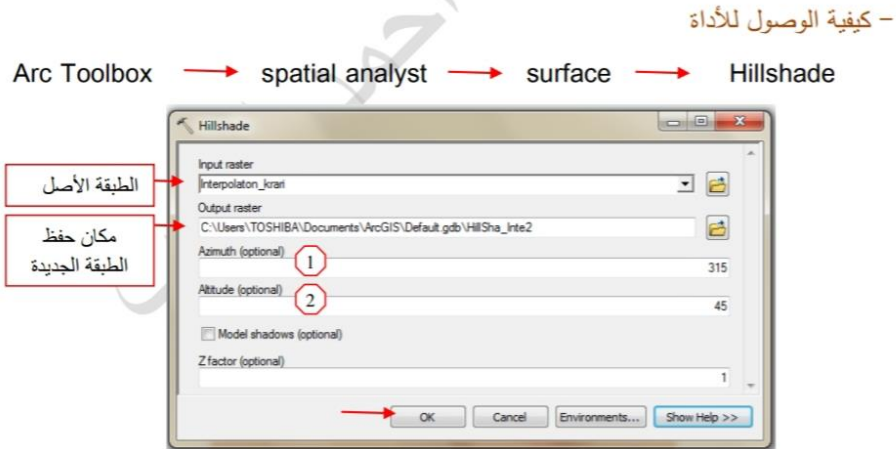 – كيفية الوصول للأداة
Arc Toolbox spatial analyst surface Hillshade
Hillshade
Input raster
الطبقة الأصل
Interpolaton_krari
Output raster
مكان حفظ
الطبقة الجديدة
C:\Users\TOSHIBA\Documents\ArcGIS\Default.gdb\HillSha_Inte2
Azimuth (optional)
1
315
Altitude (optional)
2
45
Model shadows (optional)
Z factor (optional)
1
OK Cancel Environments... Show Help >>